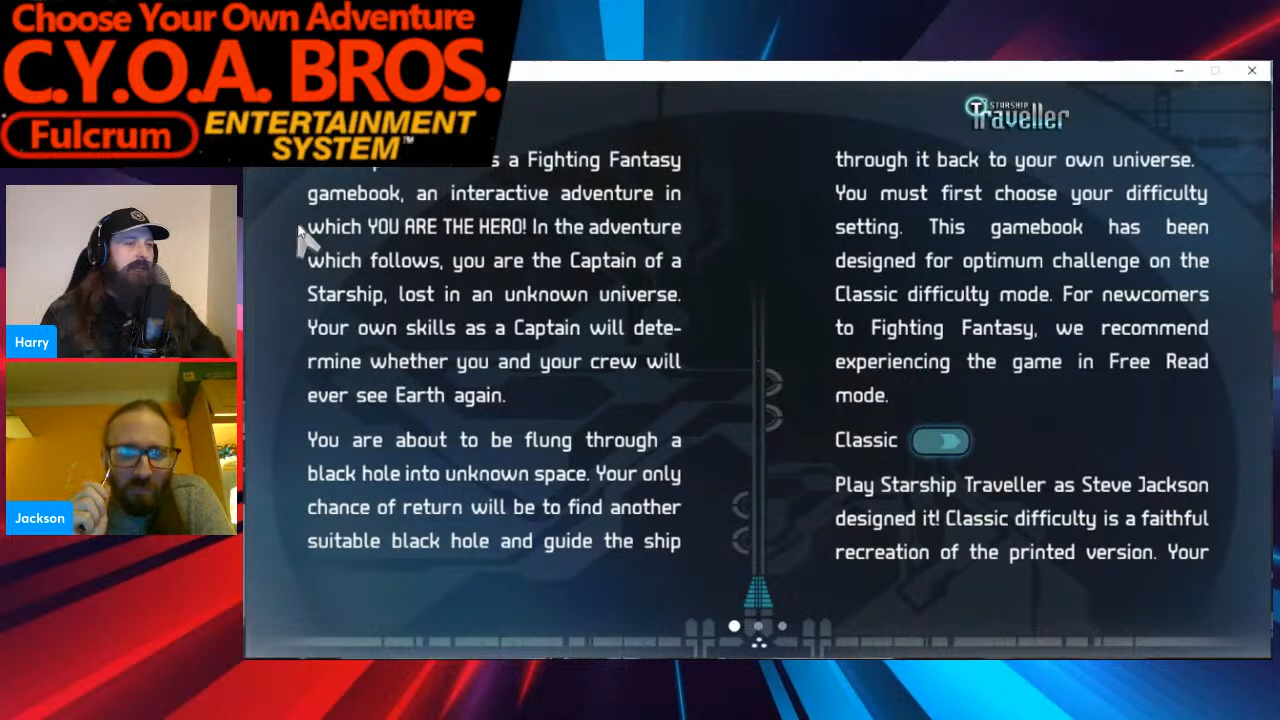 Choose Your Own Adventure
C.Y.O.A. BROS.
Fulcrum
ENTERTAINMENT
SYSTEM™
Harry
Jackson
STARSHIP
Traveller
s a Fighting Fantasy
gamebook, an interactive adventure in
which YOU ARE THE HERO! In the adventure
which follows, you are the Captain of a
Starship, lost in an unknown universe.
Your own skills as a Captain will dete-
rmine whether you and your crew will
ever see Earth again.
You are about to be flung through a
black hole into unknown space. Your only
chance of return will be to find another
suitable black hole and guide the ship
through it back to your own universe.
You must first choose your difficulty
setting. This gamebook has been
designed for optimum challenge on the
Classic difficulty mode. For newcomers
to Fighting Fantasy, we recommend
experiencing the game in Free Read
mode.
Classic
Play Starship Traveller as Steve Jackson
designed it! Classic difficulty is a faithful
recreation of the printed version. Your